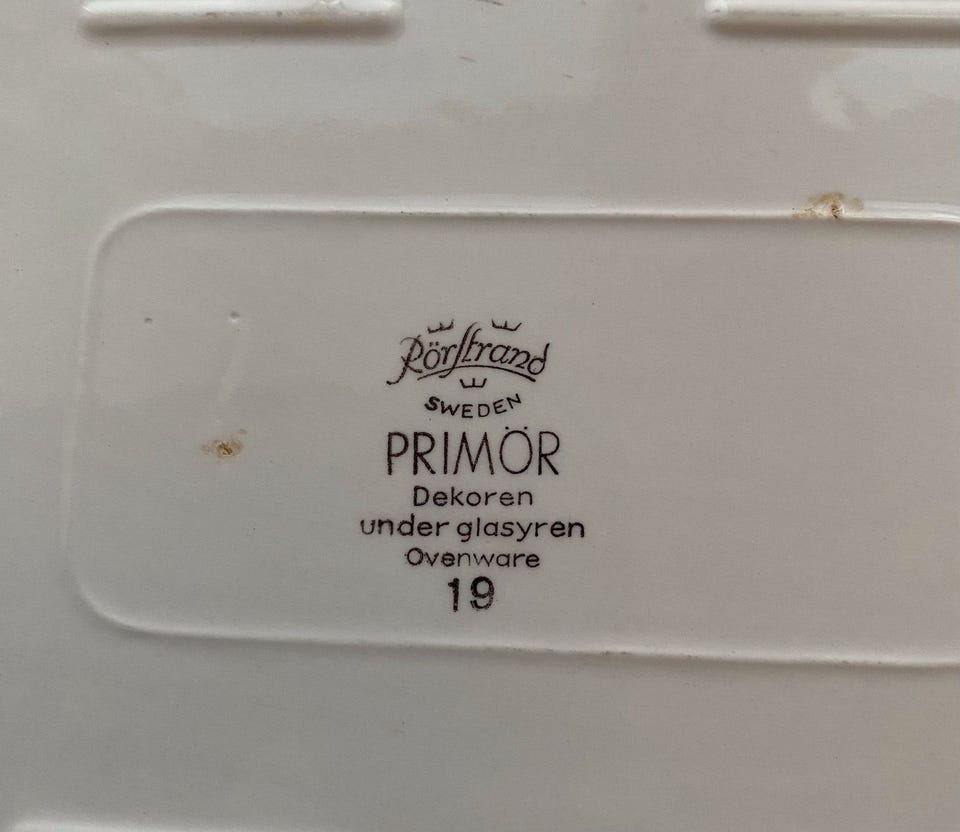 Rörstrand
SWEDEN
PRIMÖR
Dekoren
under glasyren
Ovenware
19